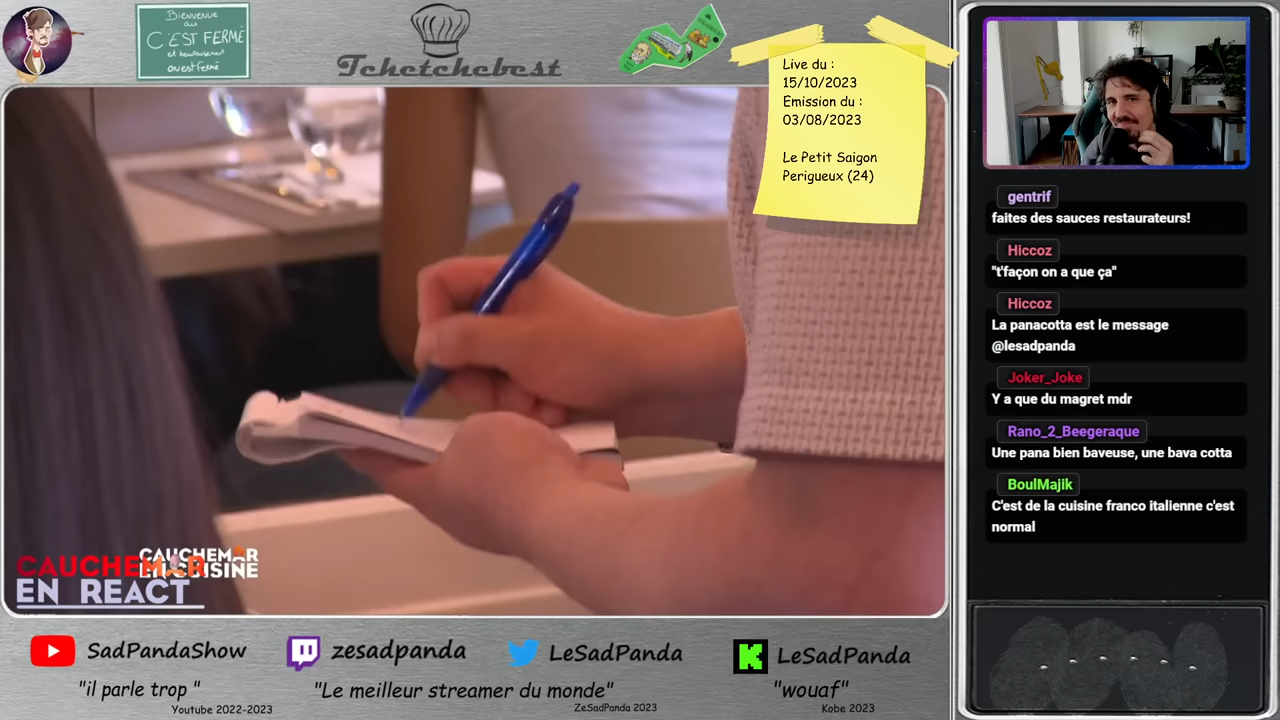 Bienvenue
au
C'EST FERMÉ
et heureusement
on est fermé
Tchetchebest
Live du :
15/10/2023
Emission du :
03/08/2023
Le Petit Saigon
Perigueux (24)
gentrif
faites des sauces restaurateurs!
Hiccoz
"t'façon on a que ça"
Hiccoz
La panacotta est le message
@lesadpanda
Joker_Joke
Y a que du magret mdr
Rano_2_Beegeraque
Une pana bien baveuse, une bava cotta
BoulMajik
C'est de la cuisine franco italienne c'est
normal
CAUCHEMAR
EN CUISINE
CAUCHEMAR
EN REACT
SadPandaShow
zesadpanda
LeSadPanda
LeSadPanda
"il parle trop "
Youtube 2022-2023
"Le meilleur streamer du monde"
ZeSadPanda 2023
"wouaf"
Kobe 2023